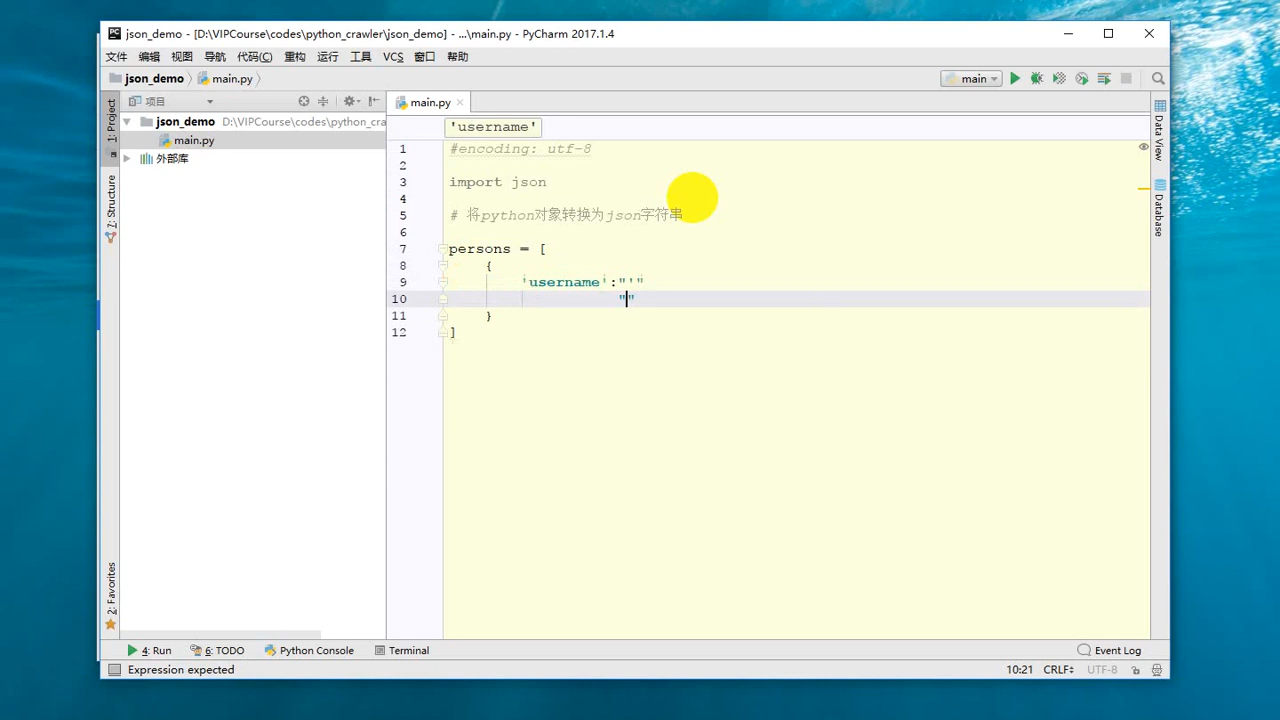 json_demo - [D:\VIPCourse\codes\python_crawler\json_demo] - ...\main.py - PyCharm 2017.1.4
文件 编辑 视图 导航 代码(C) 重构 运行 工具 VCS 窗口 帮助
json_demo main.py main
1: Project
项目
main.py
json_demo D:\VIPCourse\codes\python_cra
main.py
外部库
7: Structure
2: Favorites
'username'
1 #encoding: utf-8
2
3 import json
4
5 # 将python对象转换为json字符串
6
7 persons = [
8 {
9 'username':"'"
10 ""
11 }
12 ]
Data View
Database
4: Run 6: TODO Python Console Terminal Event Log
Expression expected 10:21 CRLF UTF-8